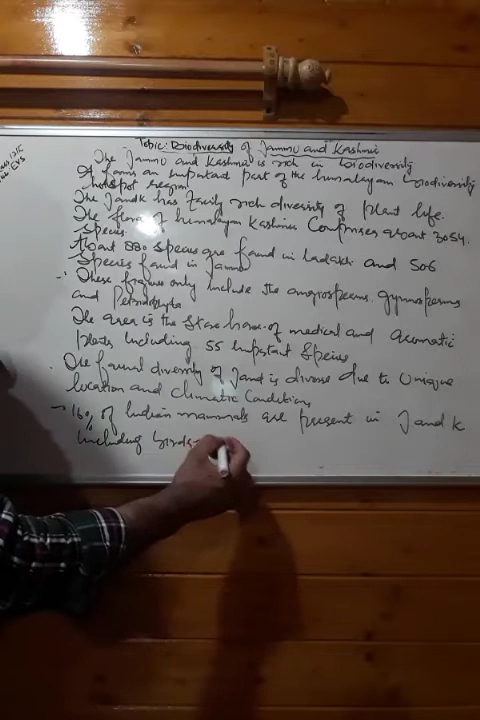 Topic: Biodiversity of Jammu and Kashmir
The Jammu and Kashmir is rich in biodiversity
It forms an important part of the himalayan biodiversity
hotspot region
The J and K has fairly rich diversity of plant life.
The flora of himalayan Kashmir Comprises about 3054.
Species.
About 880 species are found in ladakh and 506
Species found in Jammu
These figures only include the angiosperms, gymnosperms
and Pteridophyta
The area is the store house of medical and aromatic
plants including 55 important species
The faunal diversity of J and K is diverse due to Unique
location and climatic Conditions
16% of Indian mammals are present in J and K
including birds
EVS